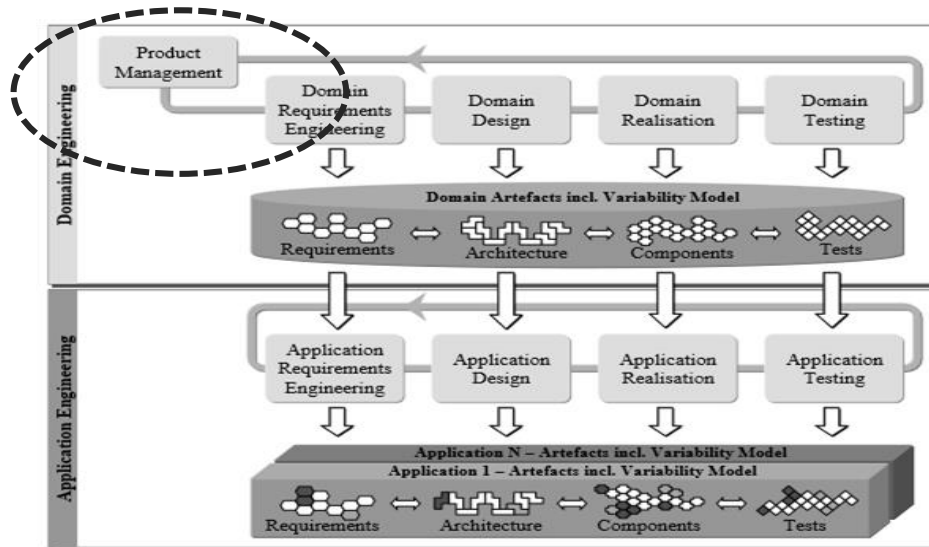 Domain Engineering
Product
Management
Domain
Requirements
Engineering
Domain
Design
Domain
Realisation
Domain
Testing
Domain Artefacts incl. Variability Model
Requirements
Architecture
Components
Tests
Application Engineering
Application
Requirements
Engineering
Application
Design
Application
Realisation
Application
Testing
Application N – Artefacts incl. Variability Model
Application 1 – Artefacts incl. Variability Model
Requirements
Architecture
Components
Tests